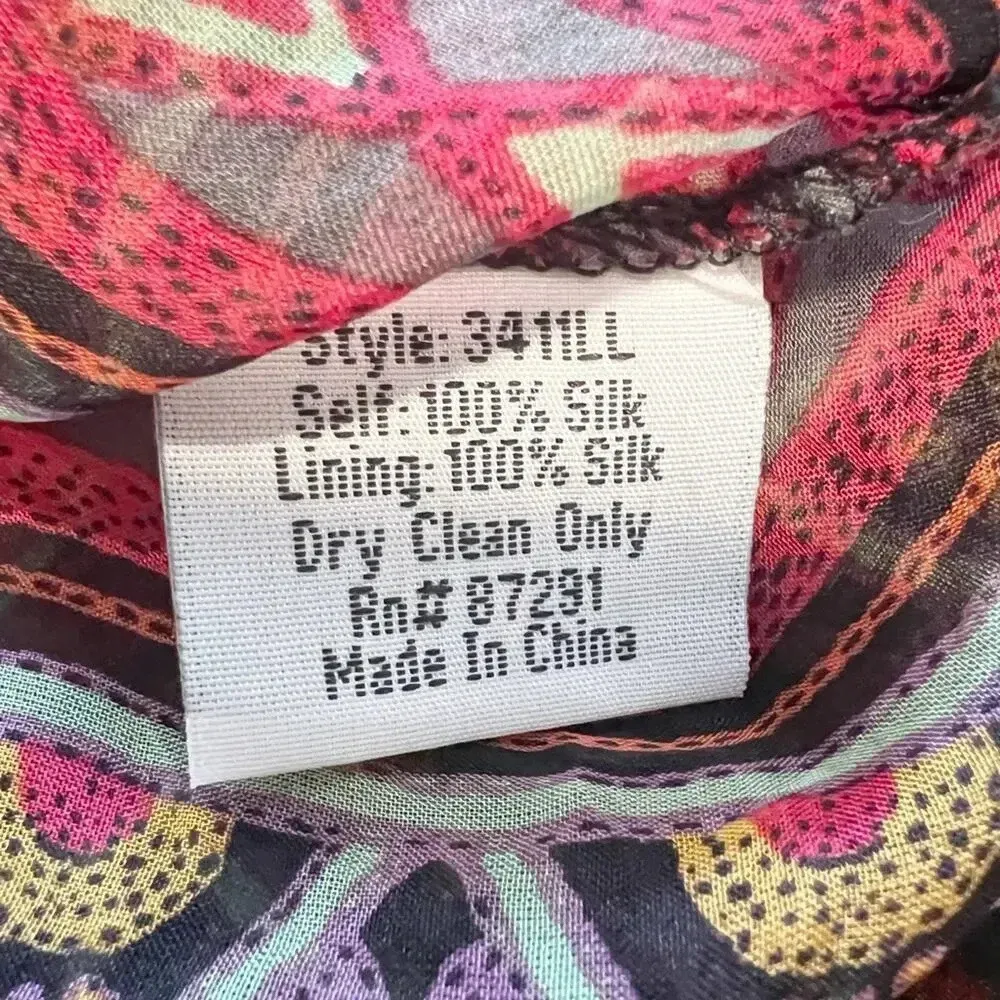 Style: 3411LL
Self: 100% Silk
Lining: 100% Silk
Dry Clean Only
Rn# 87291
Made In China